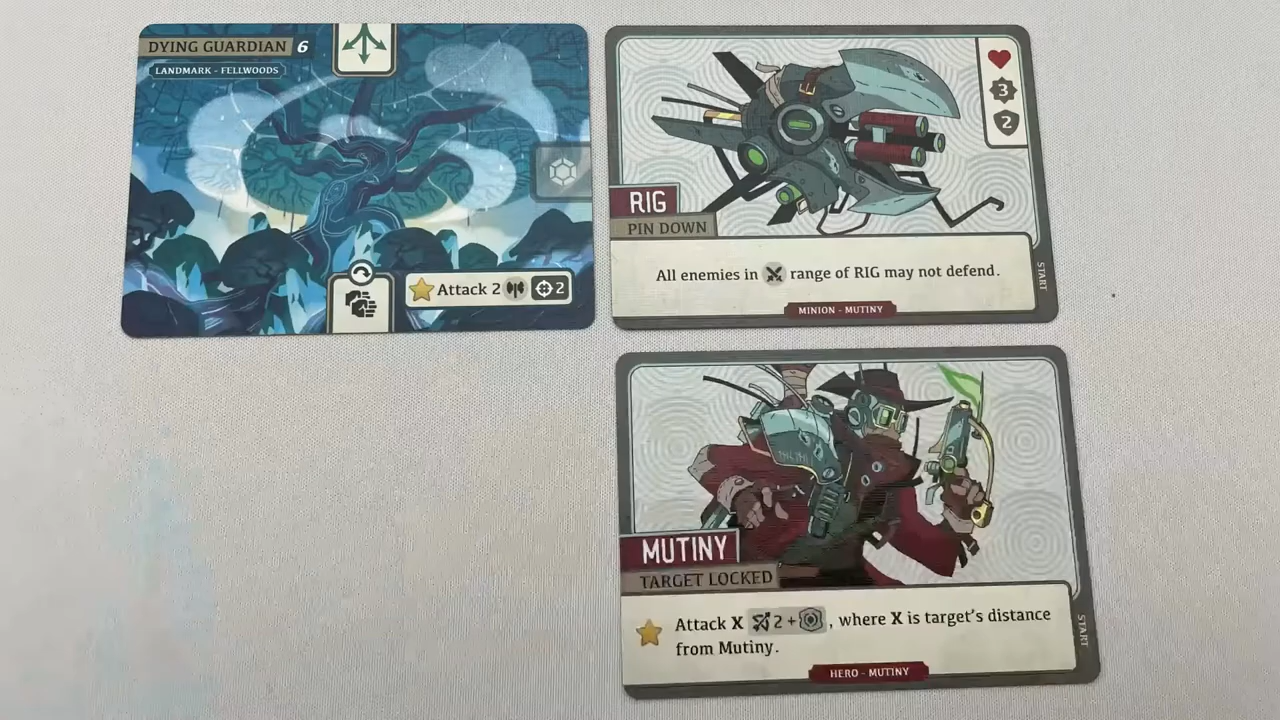 DYING GUARDIAN 6
LANDMARK - FELLWOODS
Attack 2 2
3
2
RIG
PIN DOWN
All enemies in range of RIG may not defend.
START
MINION - MUTINY
MUTINY
TARGET LOCKED
Attack X 2 + , where X is target's distance
from Mutiny.
START
HERO - MUTINY